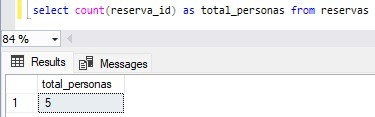 select count(reserva_id) as total_personas from reservas
84 %
Results Messages
total_personas
1 5